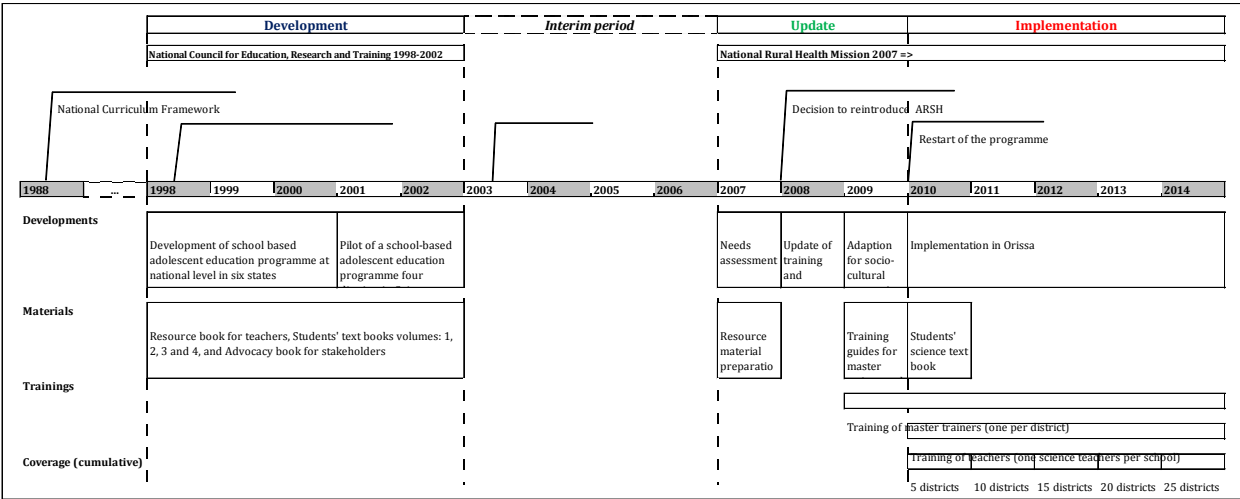 Development
Interim period
Update
Implementation
National Council for Education, Research and Training 1998-2002
National Rural Health Mission 2007 =>
National Curriculum Framework
Decision to reintroduce ARSH
Restart of the programme
1988
...
1998
1999
2000
2001
2002
2003
2004
2005
2006
2007
2008
2009
2010
2011
2012
2013
2014
Developments
Development of school based
adolescent education programme at
national level in six states
Pilot of a school-based
adolescent education
programme four
Needs
assessment
Update of
training
and
Adaption
for socio-
cultural
Implementation in Orissa
Materials
Resource book for teachers, Students' text books volumes: 1,
2, 3 and 4, and Advocacy book for stakeholders
Resource
material
preparatio
Training
guides for
master
Students'
science text
book
Trainings
Training of master trainers (one per district)
Training of teachers (one science teachers per school)
Coverage (cumulative)
5 districts
10 districts
15 districts
20 districts
25 districts